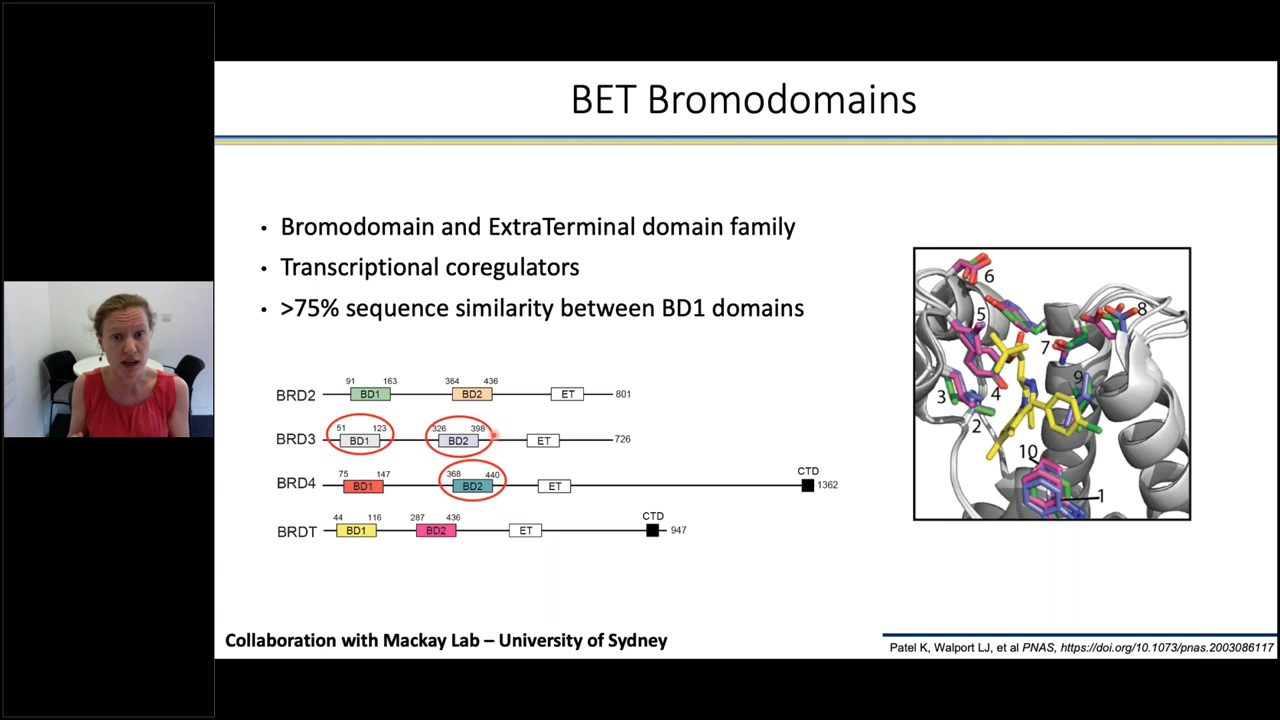 BET Bromodomains
• Bromodomain and ExtraTerminal domain family
• Transcriptional coregulators
• >75% sequence similarity between BD1 domains
91 163 364 436
BRD2 BD1 BD2 ET 801
51 123 326 398
BRD3 BD1 BD2 ET 726
75 147 368 440 CTD
BRD4 BD1 BD2 ET 1362
44 116 287 436 CTD
BRDT BD1 BD2 ET 947
6
8
5
7
9
3
4
2
10
1
Collaboration with Mackay Lab – University of Sydney
Patel K, Walport LJ, et al PNAS, https://doi.org/10.1073/pnas.2003086117